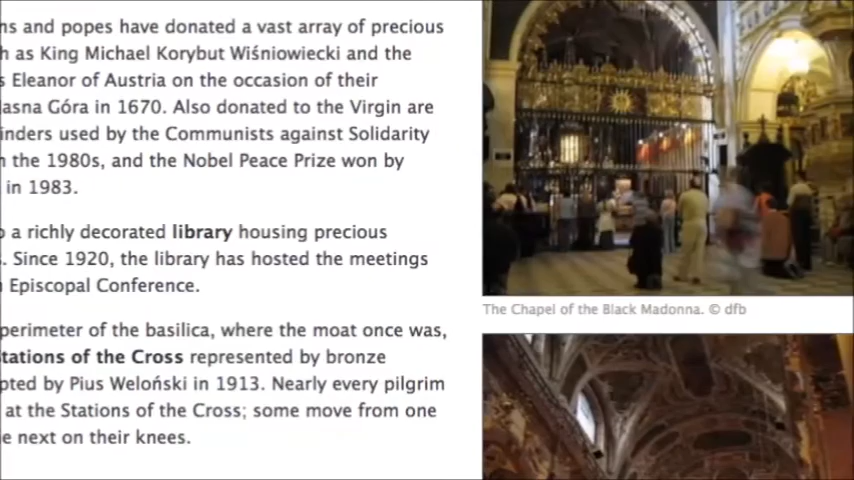 ns and popes have donated a vast array of precious
h as King Michael Korybut Wiśniowiecki and the
s Eleanor of Austria on the occasion of their
Jasna Góra in 1670. Also donated to the Virgin are
inders used by the Communists against Solidarity
n the 1980s, and the Nobel Peace Prize won by
in 1983.
o a richly decorated library housing precious
. Since 1920, the library has hosted the meetings
Episcopal Conference.
perimeter of the basilica, where the moat once was,
tations of the Cross represented by bronze
pted by Pius Weloński in 1913. Nearly every pilgrim
at the Stations of the Cross; some move from one
e next on their knees.
The Chapel of the Black Madonna. © dfb